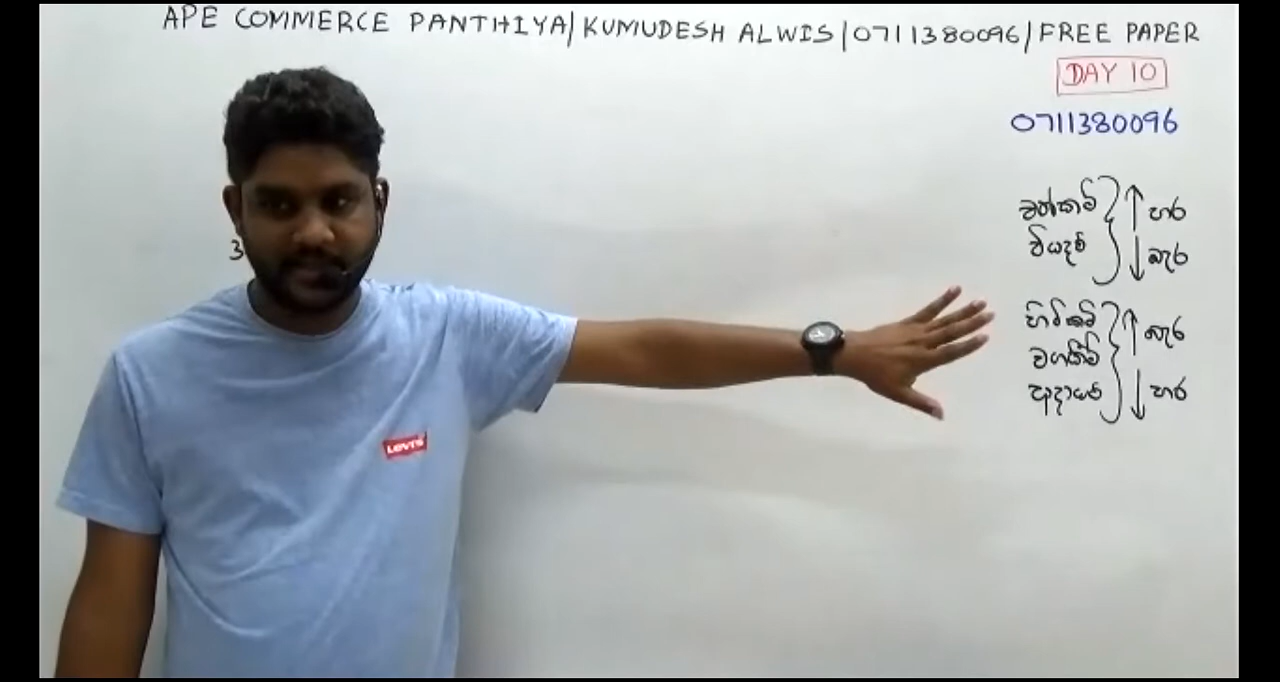 APE COMMERCE PANTHIYA/KUMUDESH ALWIS/0711380096/FREE PAPER
DAY 10
0711380096
වත්කම් ↑ හර
වියදම් ↓ බැර
හිමිකම් ↑ බැර
වගකීම්
ආදායම් ↓ හර
3
LEVI'S